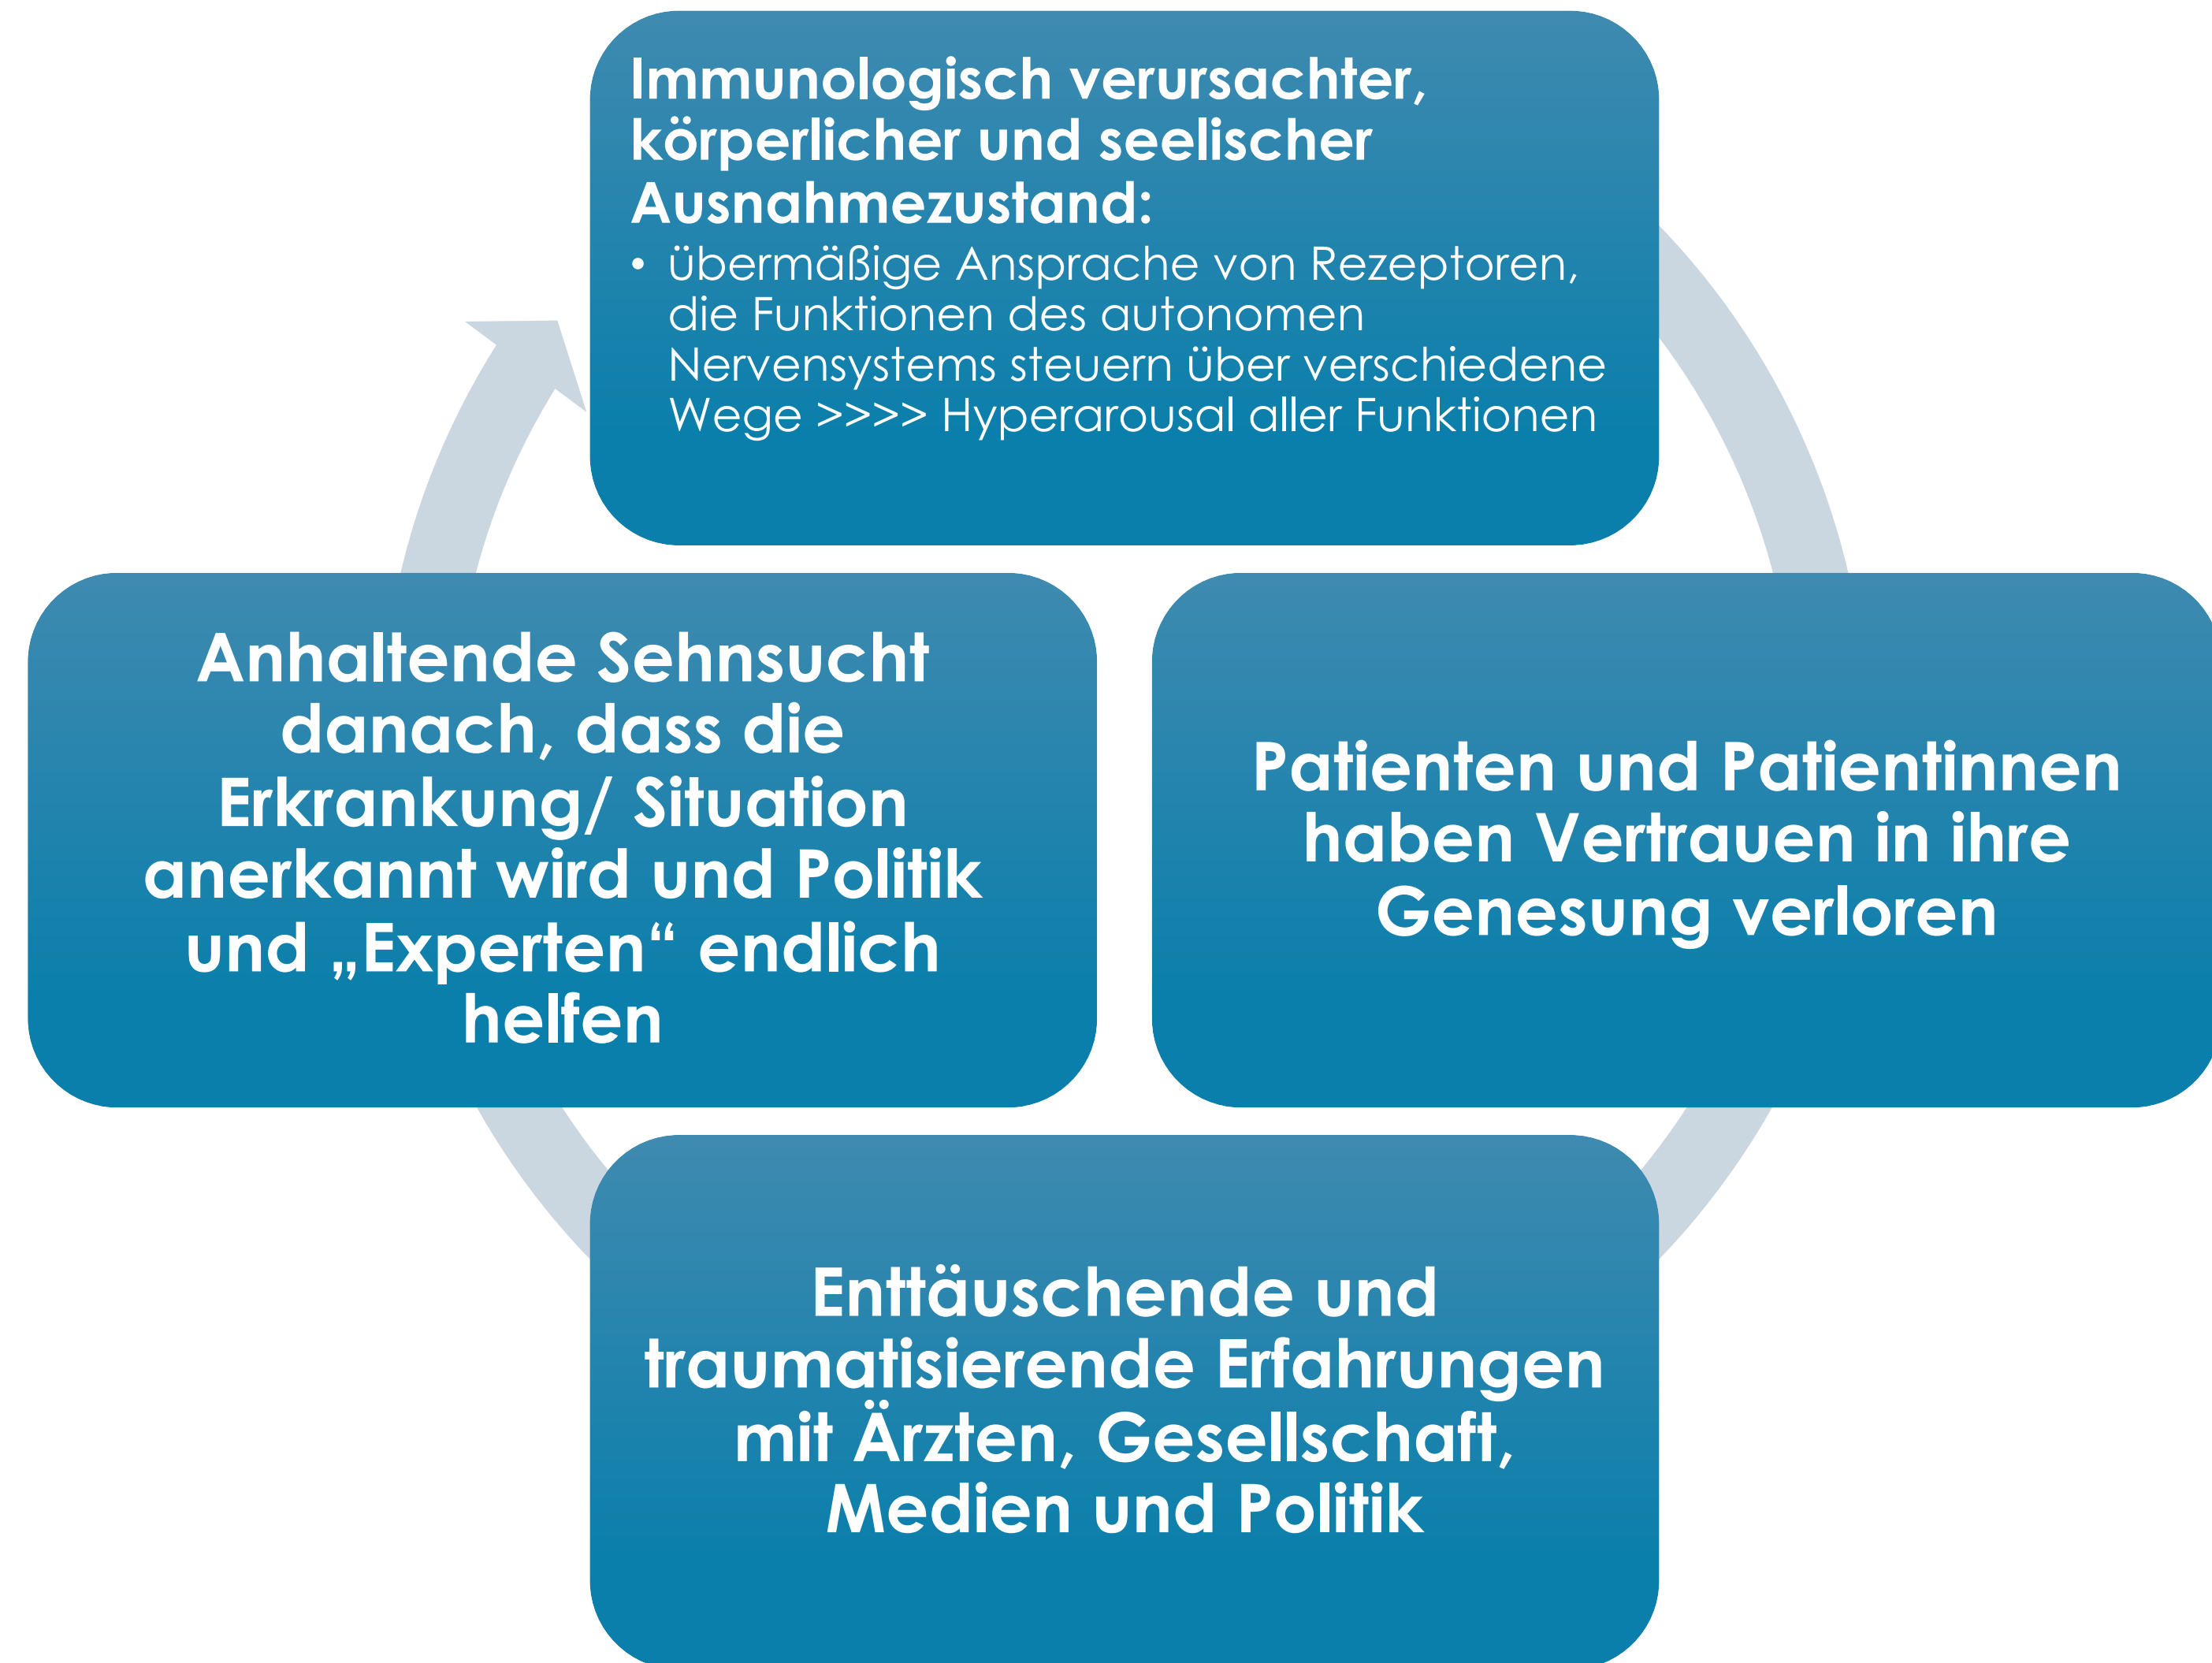 Immunologisch verursachter,
körperlicher und seelischer
Ausnahmezustand:
• übermäßige Ansprache von Rezeptoren,
die Funktionen des autonomen
Nervensystems steuern über verschiedene
Wege >>>> Hyperarousal aller Funktionen
Patienten und Patientinnen
haben Vertrauen in ihre
Genesung verloren
Enttäuschende und
traumatisierende Erfahrungen
mit Ärzten, Gesellschaft,
Medien und Politik
Anhaltende Sehnsucht
danach, dass die
Erkrankung/ Situation
anerkannt wird und Politik
und „Experten“ endlich
helfen